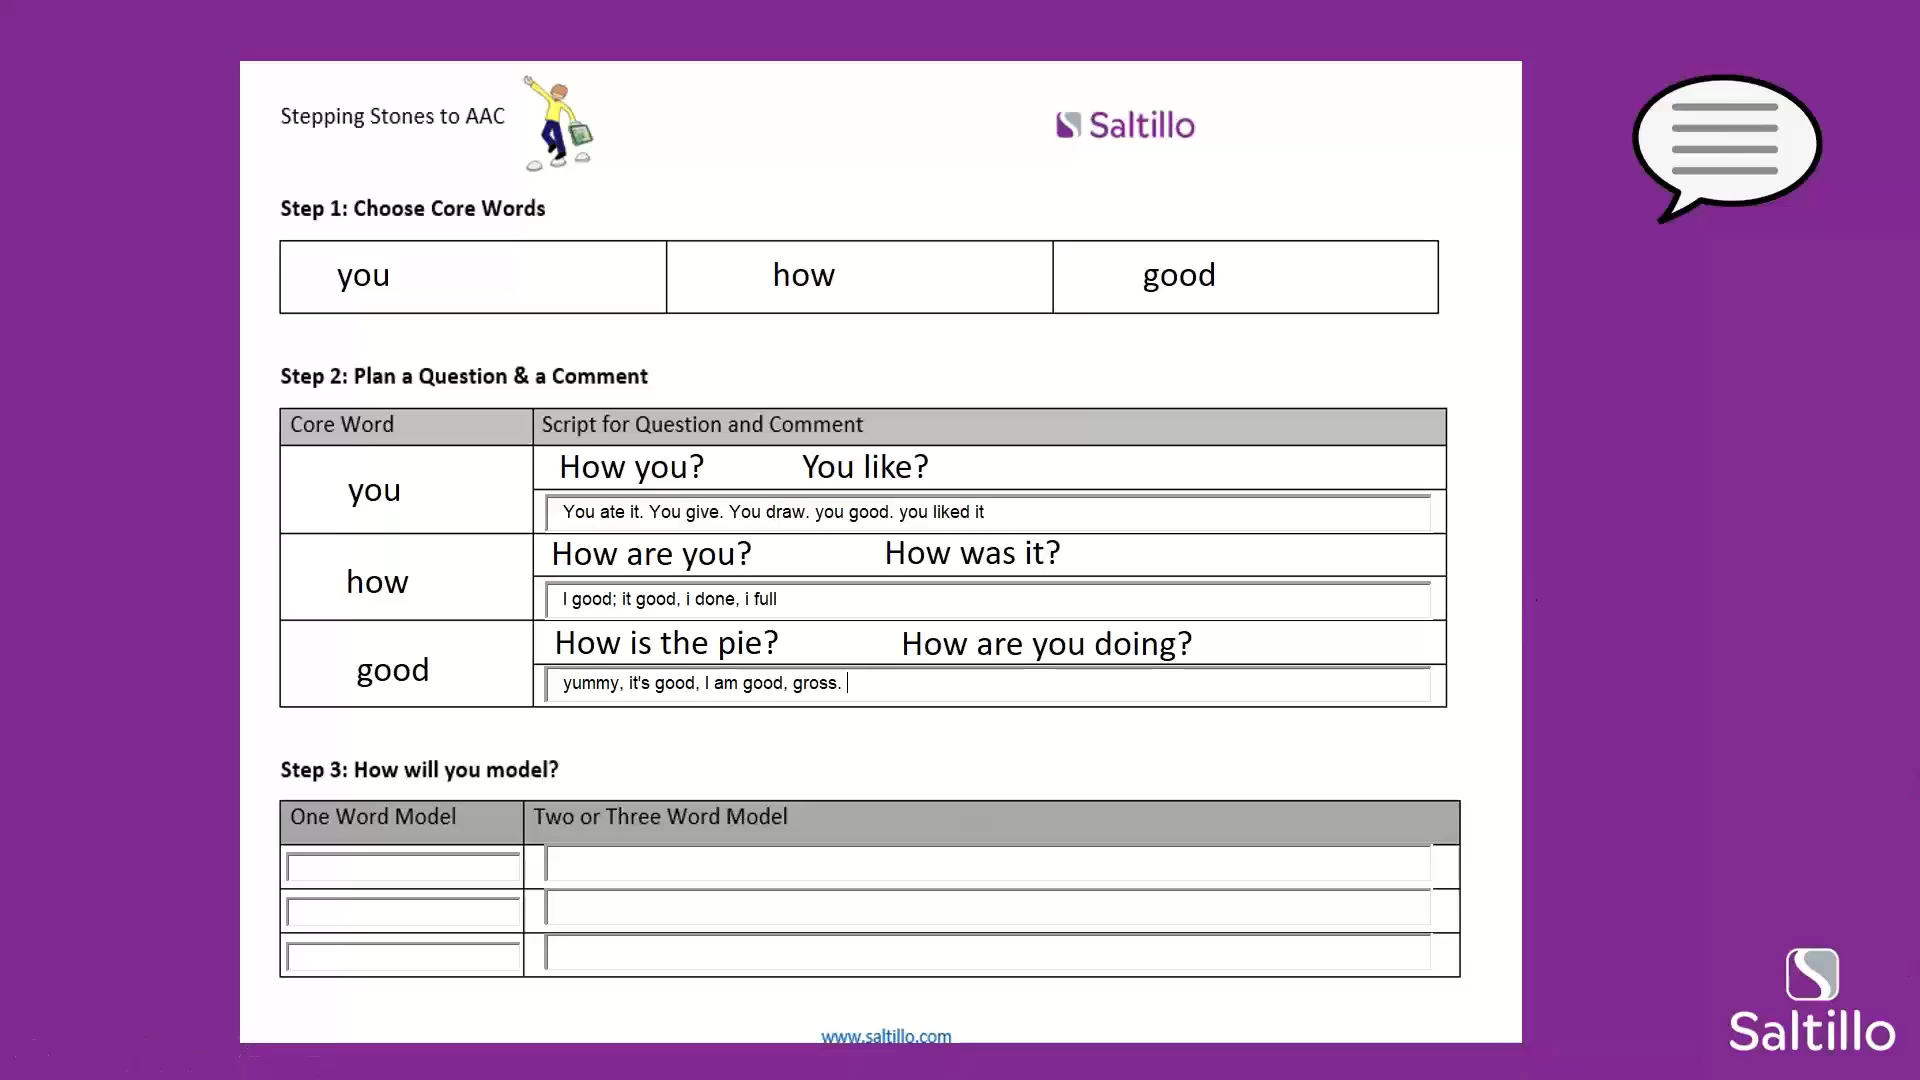 Stepping Stones to AAC
Saltillo
Step 1: Choose Core Words
you how good
Step 2: Plan a Question & a Comment
Core Word Script for Question and Comment
you
How you? You like?
You ate it. You give. You draw. you good. you liked it
how
How are you? How was it?
I good; it good, i done, i full
good
How is the pie? How are you doing?
yummy, it's good, I am good, gross.
Step 3: How will you model?
One Word Model Two or Three Word Model
www.saltillo.com
Saltillo